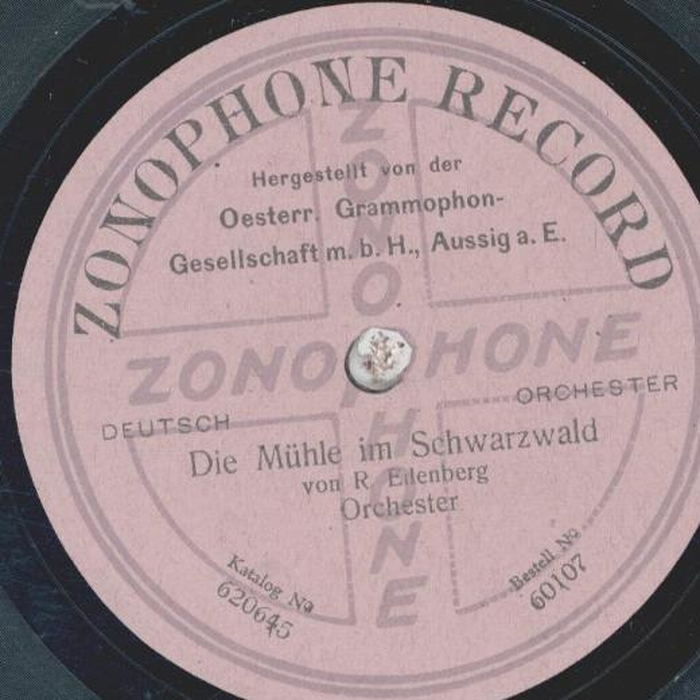 ZONOPHONE RECORD
Hergestellt von der
Oesterr. Grammophon-
Gesellschaft m. b. H., Aussig a. E.
ZONOPHONE
ZONOPHONE
DEUTSCH
ORCHESTER
Die Mühle im Schwarzwald
von R. Eilenberg
Orchester
Katalog No
620645
Bestell No
60107